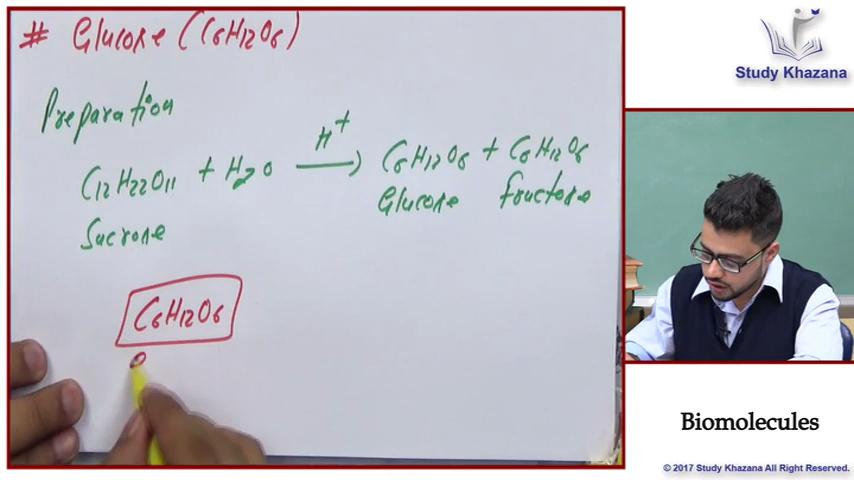 # Glucose (C6H12O6)
Preparation
C12H22O11 + H2O H+ C6H12O6 + C6H12O6
Sucrose Glucose fructose
C6H12O6
Study Khazana
Biomolecules
© 2017 Study Khazana All Right Reserved.